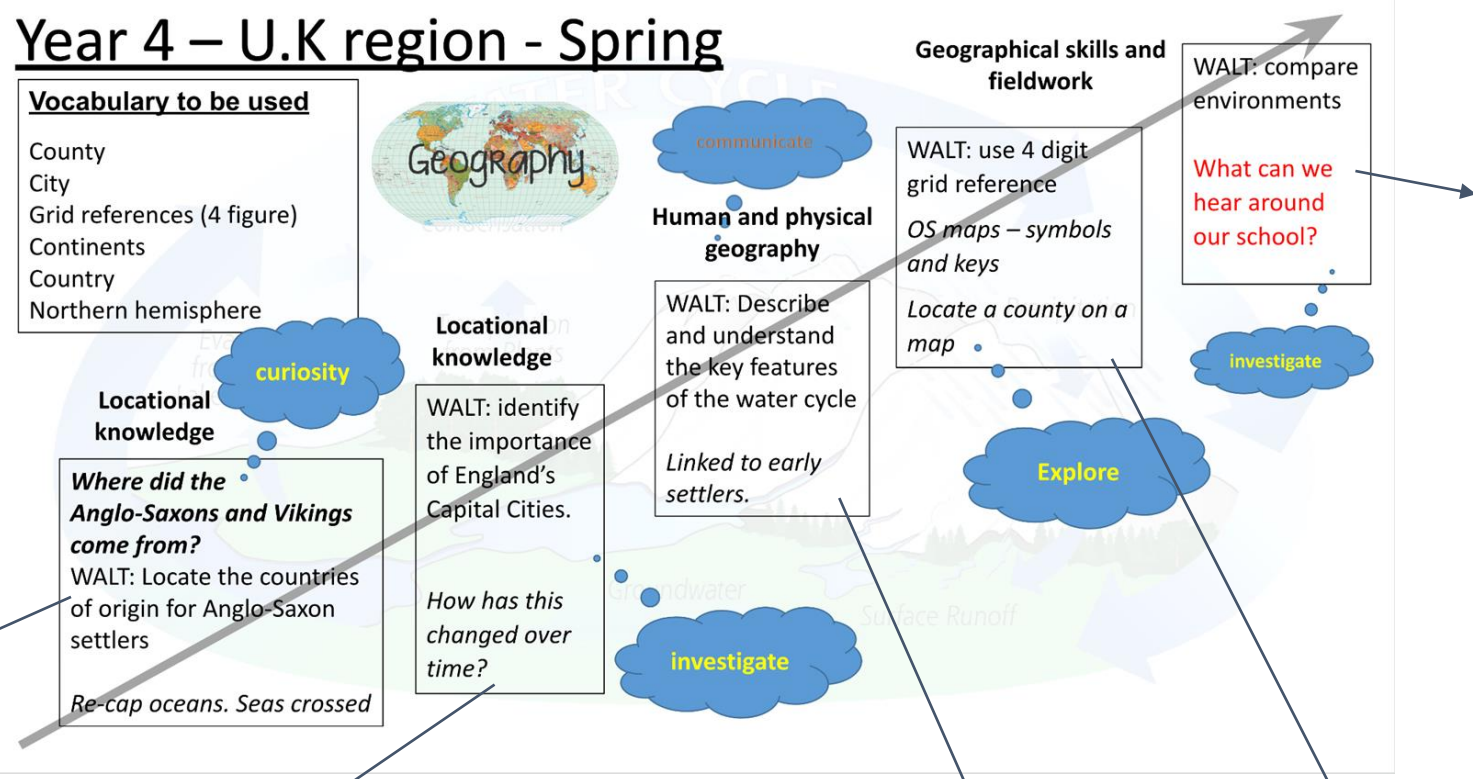 Year 4 – U.K region - Spring
Vocabulary to be used
County
City
Grid references (4 figure)
Continents
Country
Northern hemisphere
Geography
curiosity
Locational
knowledge
Where did the
Anglo-Saxons and Vikings
come from?
WALT: Locate the countries
of origin for Anglo-Saxon
settlers
Re-cap oceans. Seas crossed
Locational
knowledge
WALT: identify
the importance
of England’s
Capital Cities.
How has this
changed over
time?
investigate
communicate
Human and physical
geography
WALT: Describe
and understand
the key features
of the water cycle
Linked to early
settlers.
Geographical skills and
fieldwork
WALT: use 4 digit
grid reference
OS maps – symbols
and keys
Locate a county on a
map
Explore
WALT: compare
environments
What can we
hear around
our school?
investigate
WATER CYCLE
Condensation
Precipitation
from Plants
Groundwater
Surface Runoff